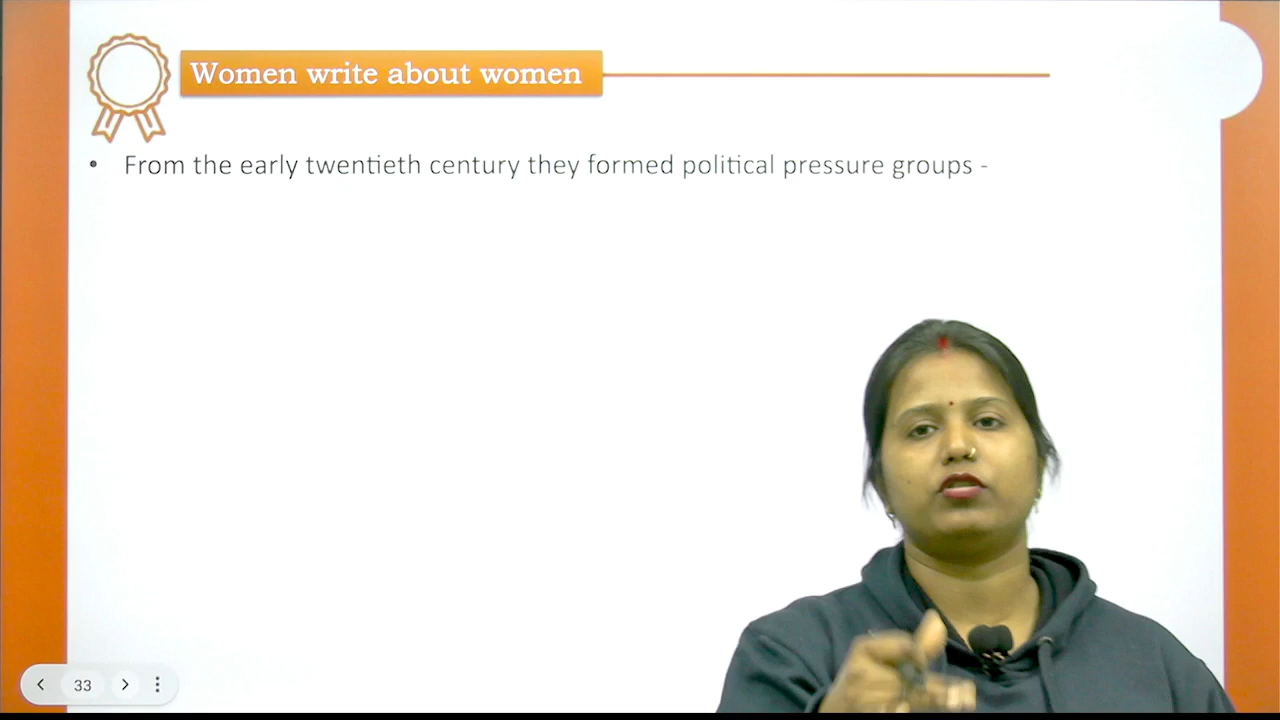 Women write about women
• From the early twentieth century they formed political pressure groups -
33